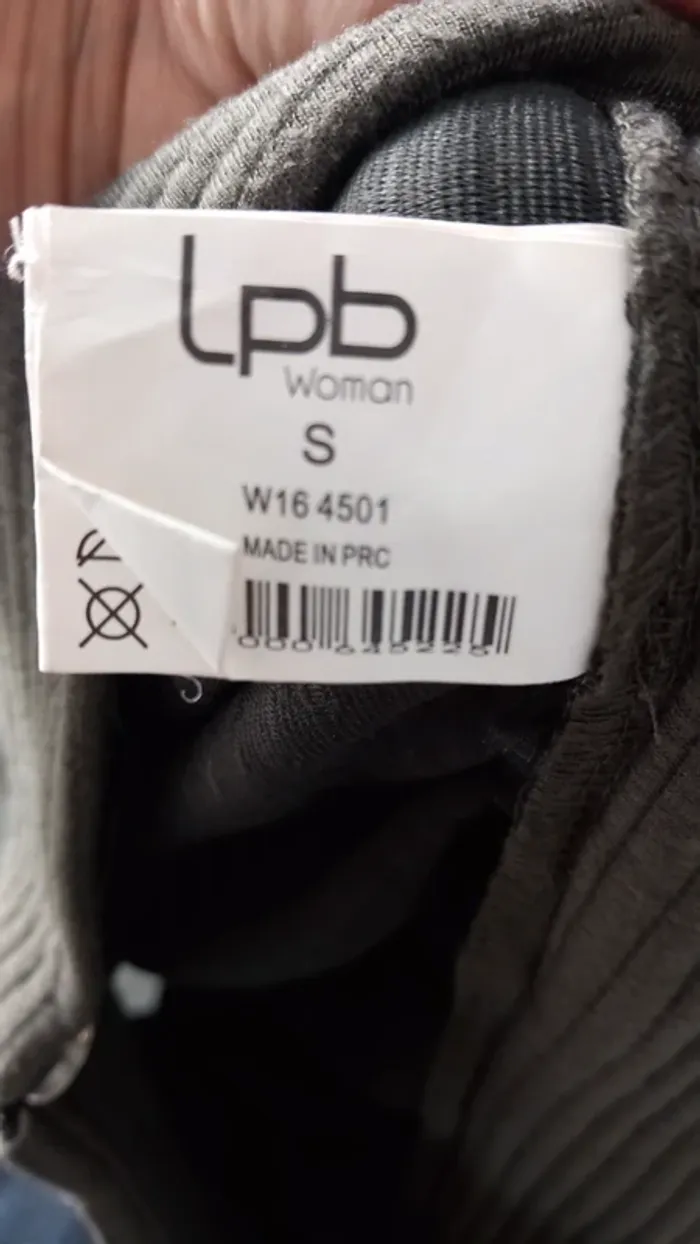 Lpb
Woman
S
W16 4501
MADE IN PRC